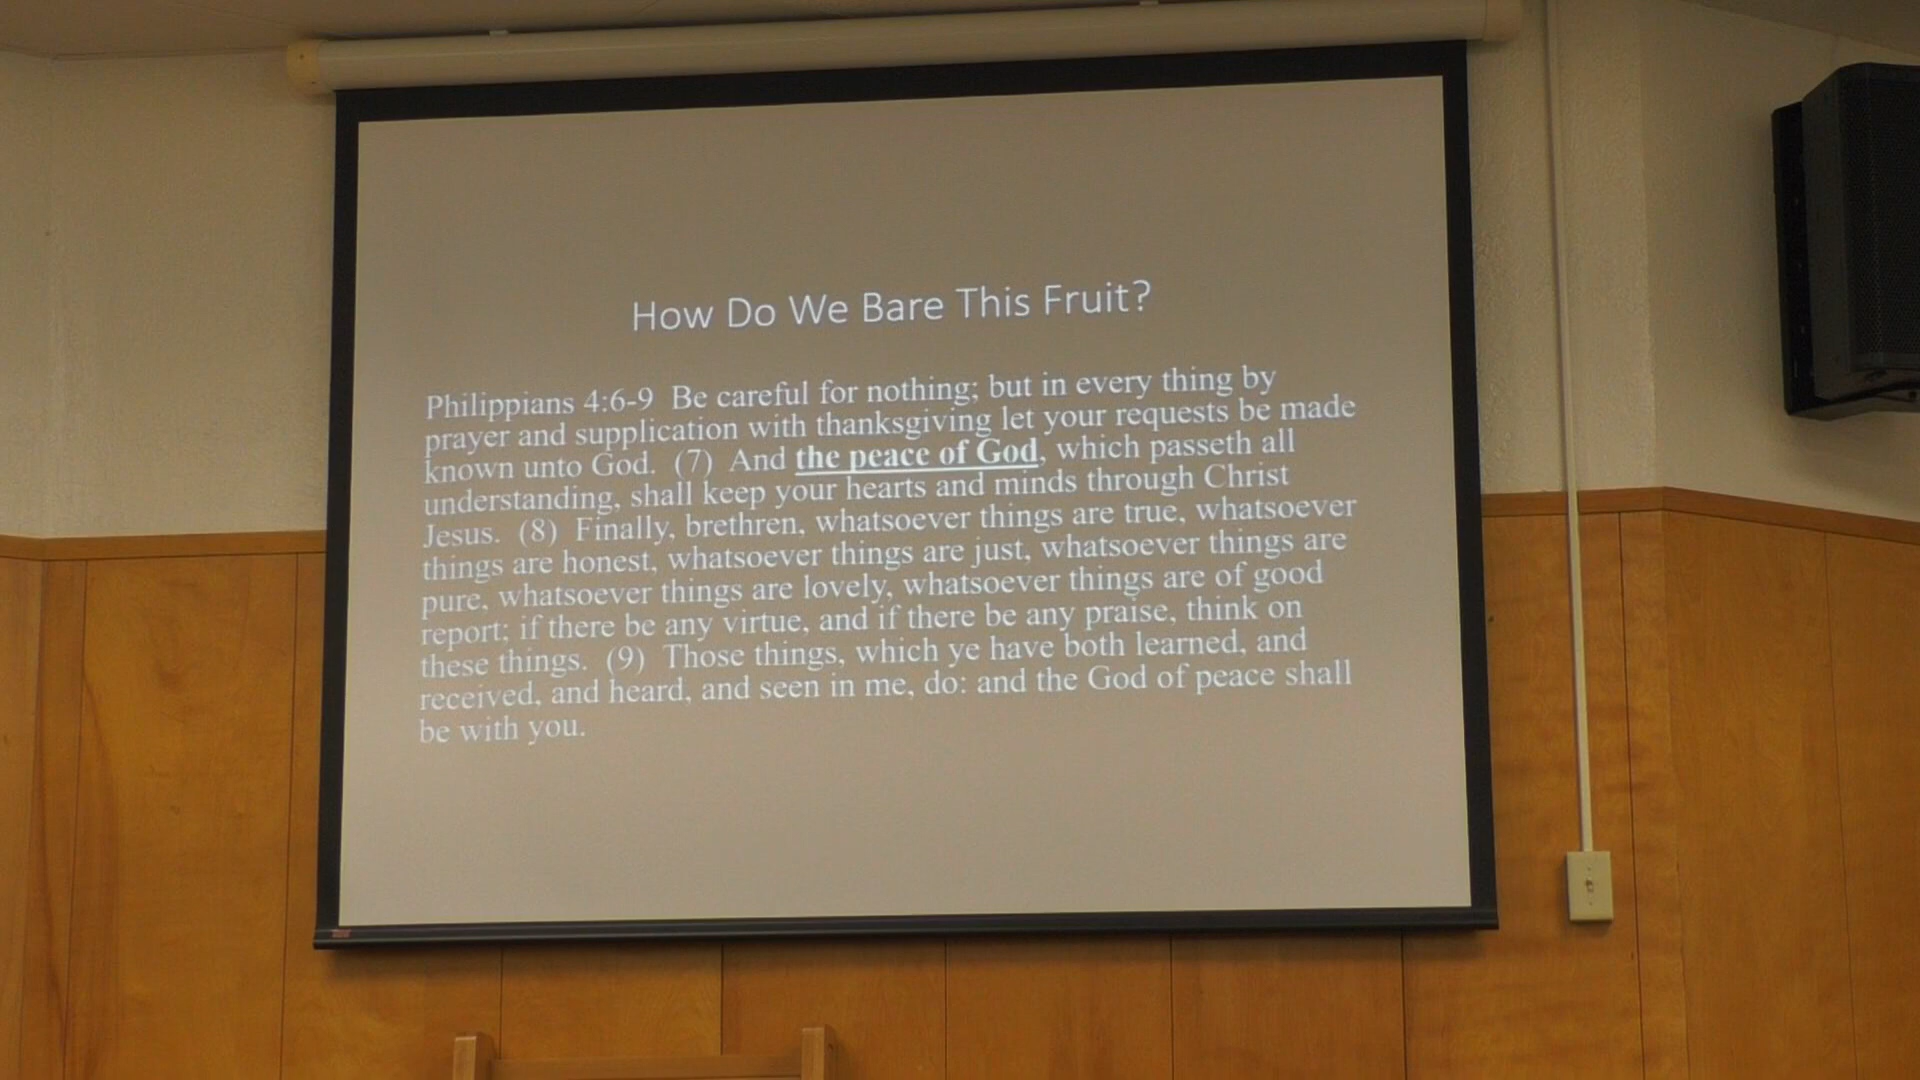 How Do We Bare This Fruit?
Philippians 4:6-9 Be careful for nothing; but in every thing by
prayer and supplication with thanksgiving let your requests be made
known unto God. (7) And the peace of God, which passeth all
understanding, shall keep your hearts and minds through Christ
Jesus. (8) Finally, brethren, whatsoever things are true, whatsoever
things are honest, whatsoever things are just, whatsoever things are
pure, whatsoever things are lovely, whatsoever things are of good
report; if there be any virtue, and if there be any praise, think on
these things. (9) Those things, which ye have both learned, and
received, and heard, and seen in me, do: and the God of peace shall
be with you.